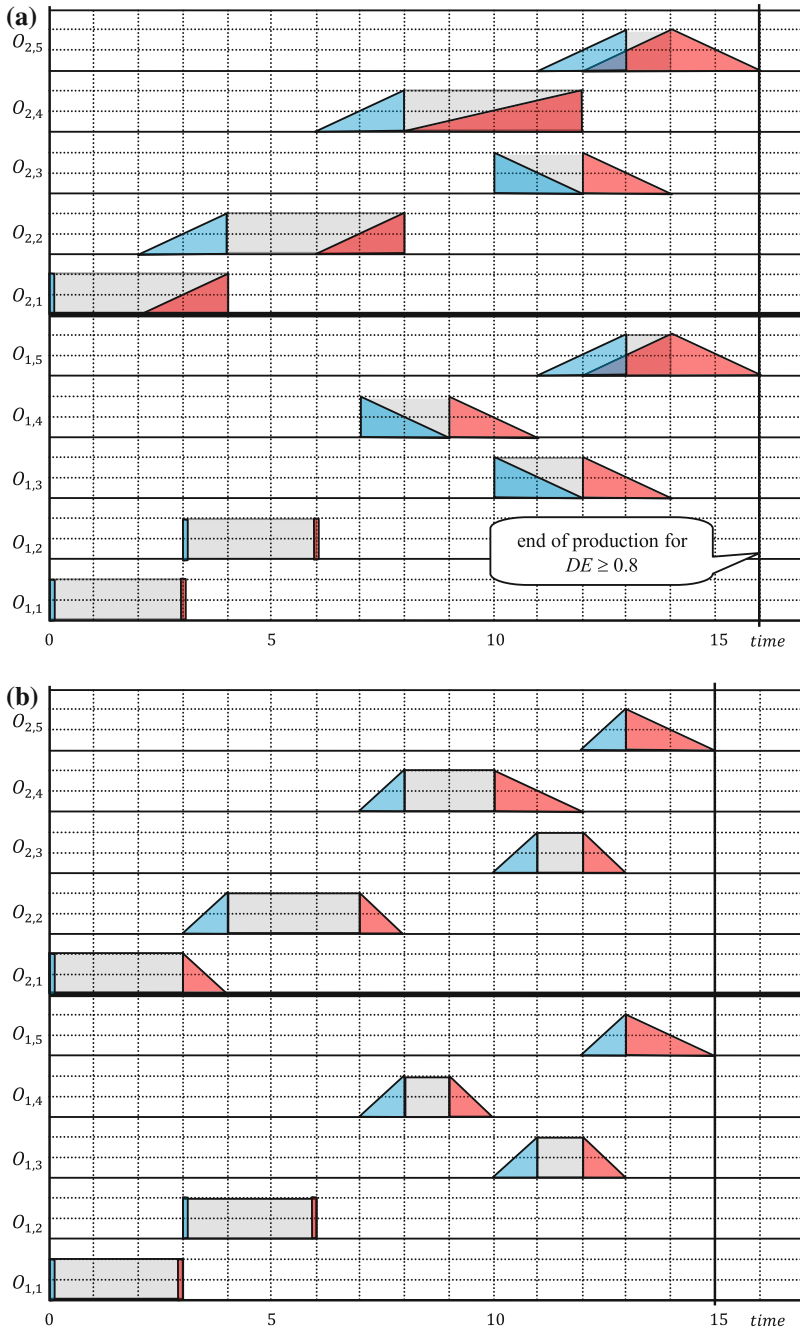 (a)
O2,5
O2,4
O2,3
O2,2
O2,1
O1,5
O1,4
O1,3
O1,2
end of production for
DE ≥ 0.8
O1,1
0 5 10 15 time
(b)
O2,5
O2,4
O2,3
O2,2
O2,1
O1,5
O1,4
O1,3
O1,2
O1,1
0 5 10 15 time